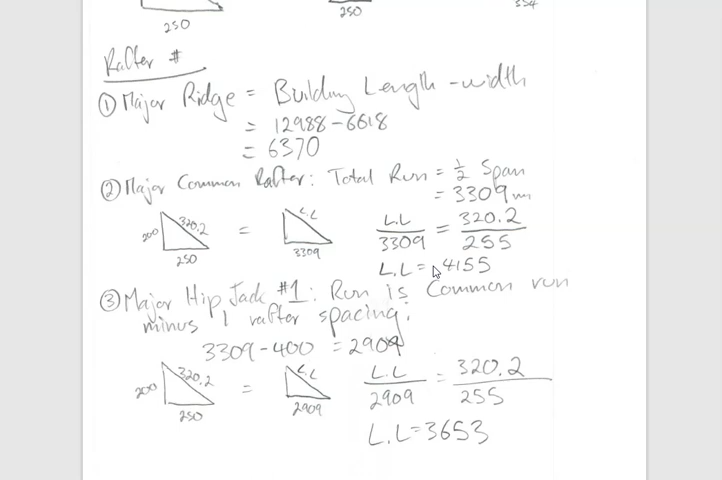 250
250
354
Rafter #
① Major Ridge = Building Length - width
= 12988 - 6618
= 6370
② Major Common Rafter: Total Run = 1/2 Span
= 3309 m
200 320.2 250 = L.L 3309 L.L/3309 = 320.2/255
L.L = 4155
③ Major Hip Jack #1: Run is Common run
minus 1 rafter spacing.
3309 - 400 = 2909
200 320.2 250 = L.L 2909 L.L/2909 = 320.2/255
L.L = 3653